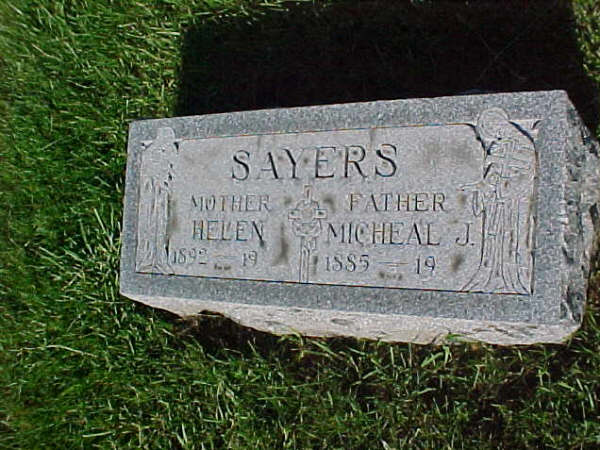 SAYERS
MOTHER FATHER
HELEN MICHEAL J.
1892 — 19 1885 — 19